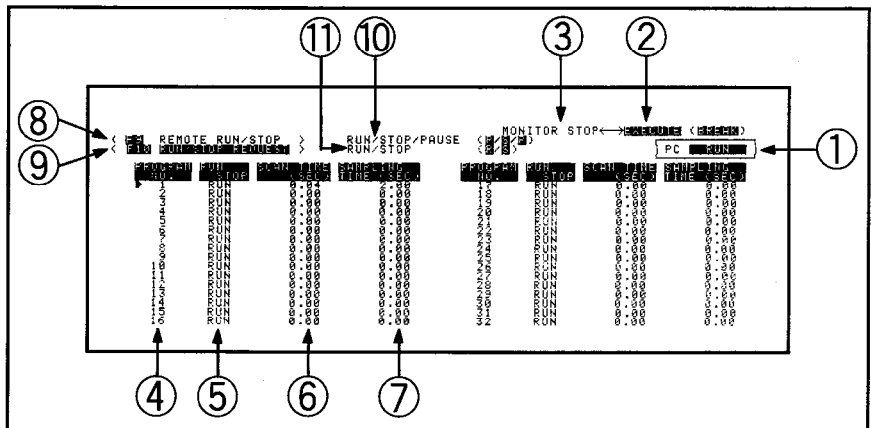 ⑪ ⑩ ③ ②
MONITOR STOP←→EXECUTE (BREAK)
⑧ ( F9 REMOTE RUN/STOP ) RUN/STOP/PAUSE (R/S/P)
⑨ ( F10 RUN/STOP REQUEST ) RUN/STOP (R/S) PC RUN ①
PROGRAM RUN SCAN TIME SAMPLING PROGRAM RUN SCAN TIME SAMPLING
NO. STOP (SEC) TIME (SEC) NO. STOP (SEC) TIME (SEC)
1 RUN 0.04 17 RUN 0.00 0.00
2 RUN 0.00 0.00 18 RUN 0.00 0.00
3 RUN 0.00 0.00 19 RUN 0.00 0.00
4 RUN 0.00 0.00 20 RUN 0.00 0.00
5 RUN 0.00 0.00 21 RUN 0.00 0.00
6 RUN 0.00 0.00 22 RUN 0.00 0.00
7 RUN 0.00 0.00 23 RUN 0.00 0.00
8 RUN 0.00 0.00 24 RUN 0.00 0.00
9 RUN 0.00 0.00 25 RUN 0.00 0.00
10 RUN 0.00 0.00 26 RUN 0.00 0.00
11 RUN 0.00 0.00 27 RUN 0.00 0.00
12 RUN 0.00 0.00 28 RUN 0.00 0.00
13 RUN 0.00 0.00 29 RUN 0.00 0.00
14 RUN 0.00 0.00 30 RUN 0.00 0.00
15 RUN 0.00 0.00 31 RUN 0.00 0.00
16 RUN 0.00 0.00 32 RUN 0.00 0.00
④ ⑤ ⑥ ⑦